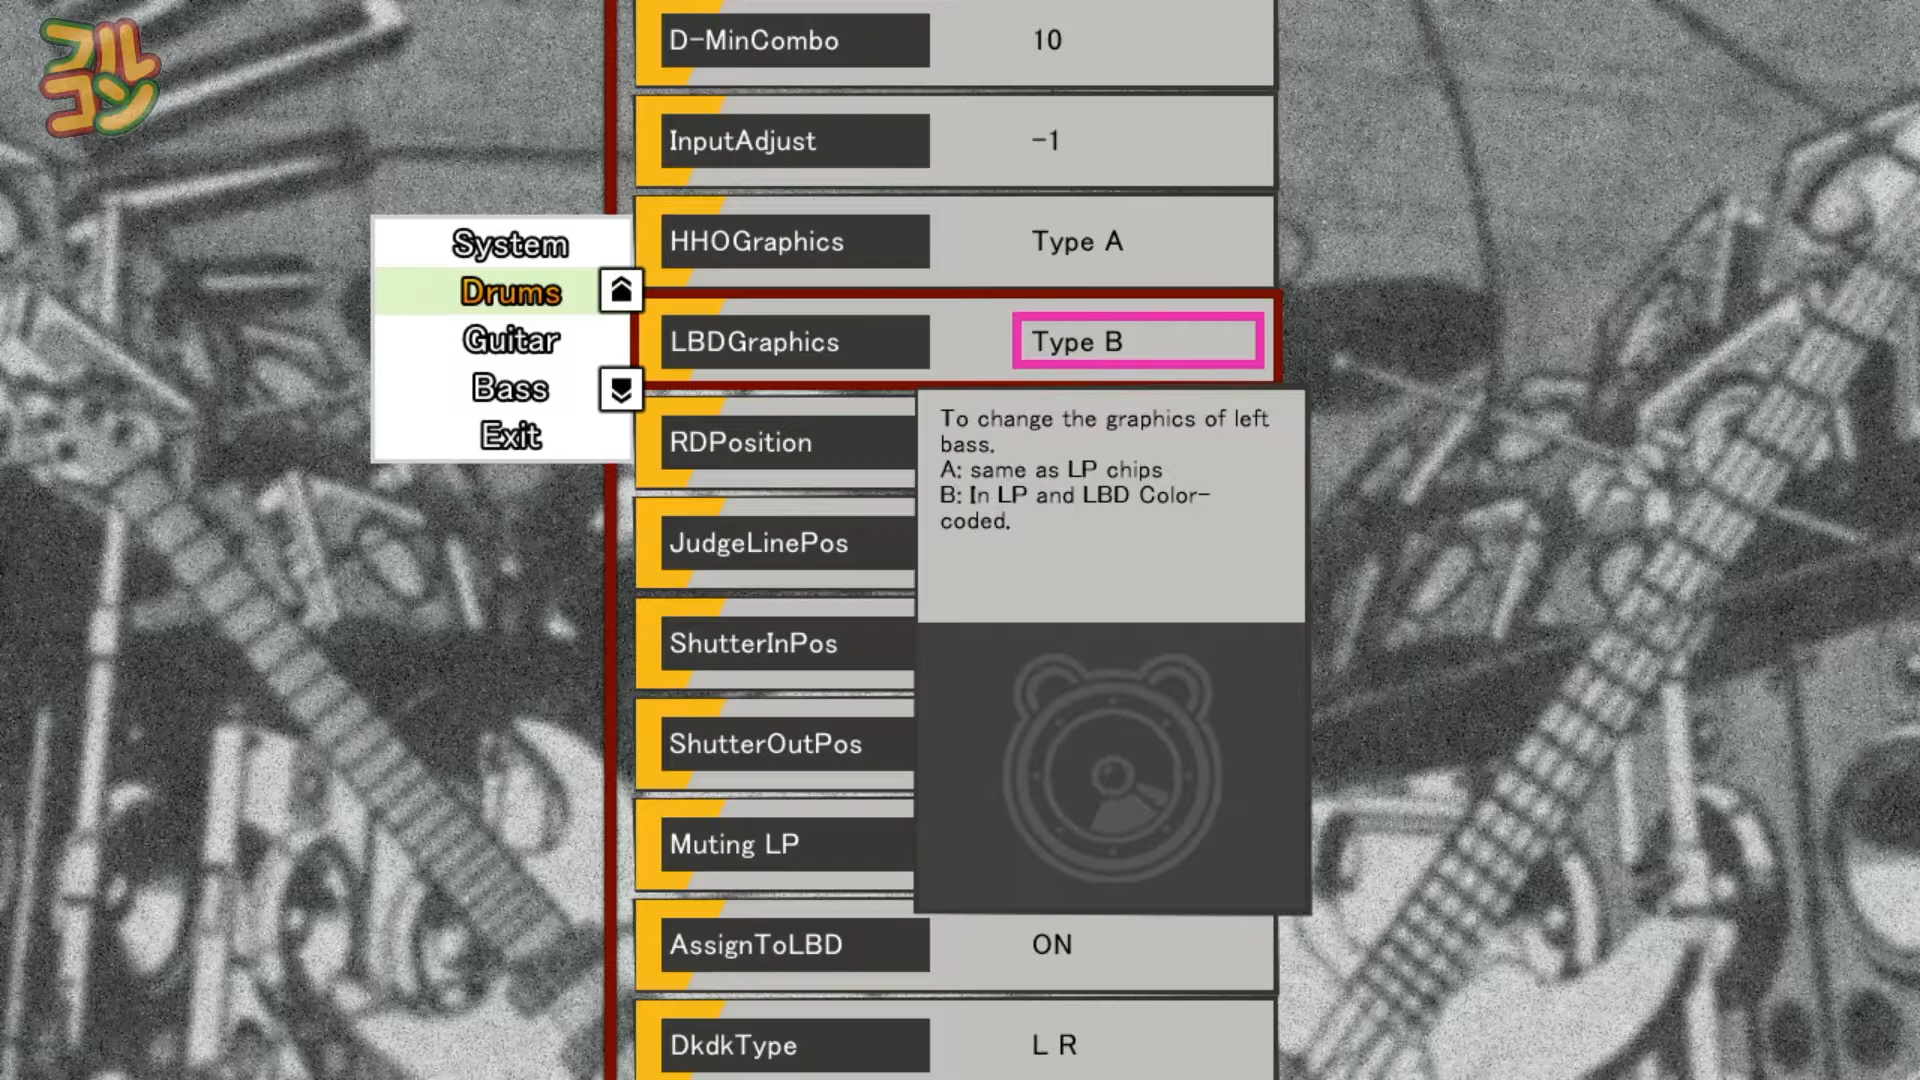 フル
コン
D-MinCombo 10
InputAdjust -1
HHOGraphics Type A
System
Drums
Guitar
Bass
Exit
LBDGraphics Type B
To change the graphics of left
bass.
A: same as LP chips
B: In LP and LBD Color-
coded.
RDPosition
JudgeLinePos
ShutterInPos
ShutterOutPos
Muting LP
AssignToLBD ON
DkdkType L R